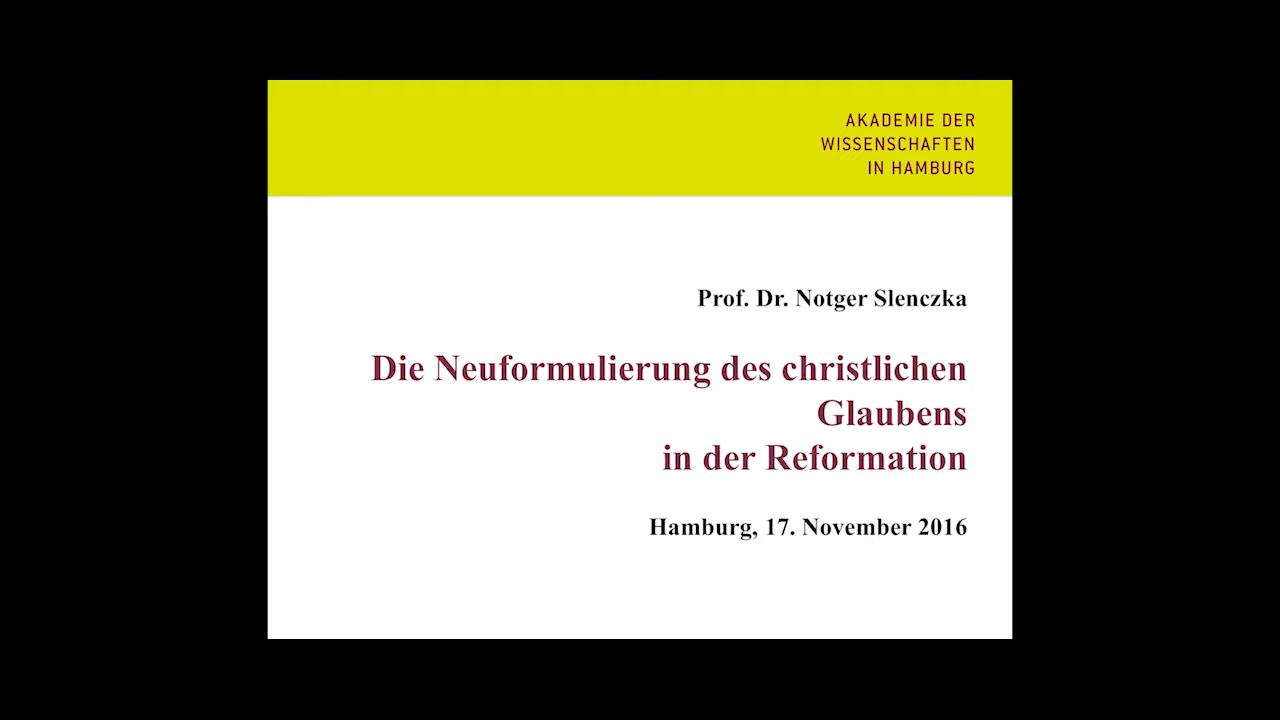 AKADEMIE DER
WISSENSCHAFTEN
IN HAMBURG
Prof. Dr. Notger Slenczka
Die Neuformulierung des christlichen
Glaubens
in der Reformation
Hamburg, 17. November 2016